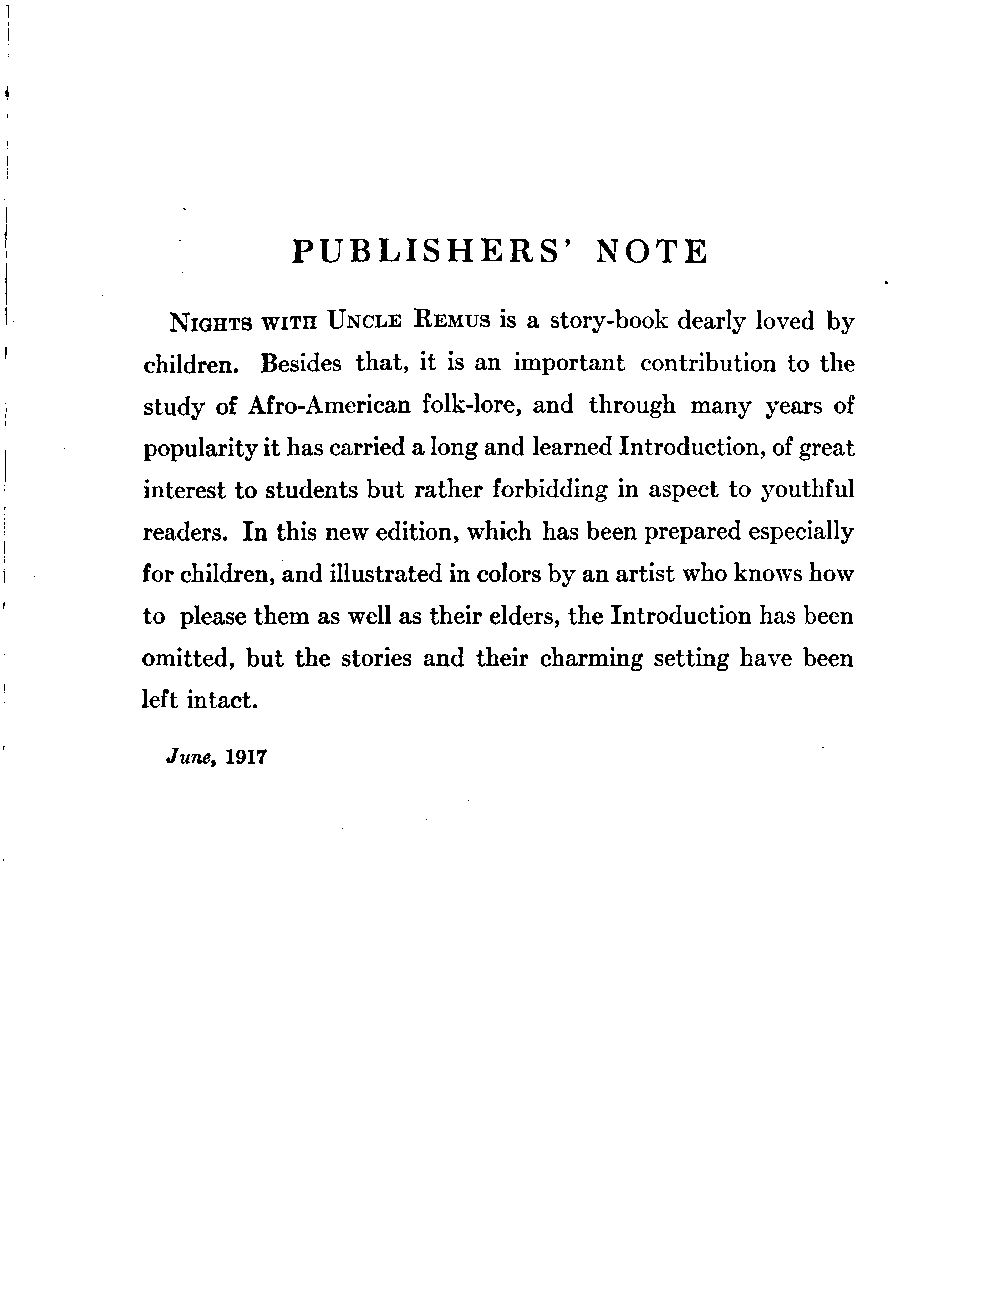 PUBLISHERS' NOTE
NIGHTS WITH UNCLE REMUS is a story-book dearly loved by
children. Besides that, it is an important contribution to the
study of Afro-American folk-lore, and through many years of
popularity it has carried a long and learned Introduction, of great
interest to students but rather forbidding in aspect to youthful
readers. In this new edition, which has been prepared especially
for children, and illustrated in colors by an artist who knows how
to please them as well as their elders, the Introduction has been
omitted, but the stories and their charming setting have been
left intact.
June, 1917